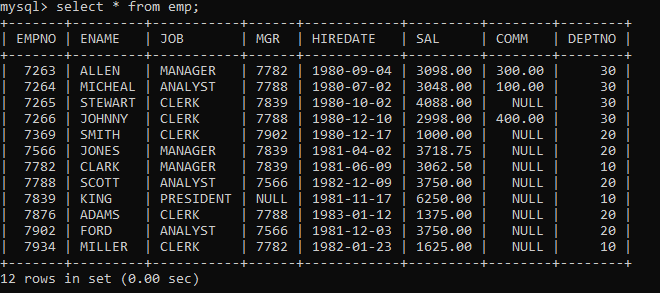 mysql> select * from emp;
+-------+---------+-----------+------+------------+---------+--------+--------+
| EMPNO | ENAME   | JOB       | MGR  | HIREDATE   | SAL     | COMM   | DEPTNO |
+-------+---------+-----------+------+------------+---------+--------+--------+
|  7263 | ALLEN   | MANAGER   | 7782 | 1980-09-04 | 3098.00 | 300.00 |     30 |
|  7264 | MICHEAL | ANALYST   | 7788 | 1980-07-02 | 3048.00 | 100.00 |     30 |
|  7265 | STEWART | CLERK     | 7839 | 1980-10-02 | 4088.00 |   NULL |     30 |
|  7266 | JOHNNY  | CLERK     | 7788 | 1980-12-10 | 2998.00 | 400.00 |     30 |
|  7369 | SMITH   | CLERK     | 7902 | 1980-12-17 | 1000.00 |   NULL |     20 |
|  7566 | JONES   | MANAGER   | 7839 | 1981-04-02 | 3718.75 |   NULL |     20 |
|  7782 | CLARK   | MANAGER   | 7839 | 1981-06-09 | 3062.50 |   NULL |     10 |
|  7788 | SCOTT   | ANALYST   | 7566 | 1982-12-09 | 3750.00 |   NULL |     20 |
|  7839 | KING    | PRESIDENT | NULL | 1981-11-17 | 6250.00 |   NULL |     10 |
|  7876 | ADAMS   | CLERK     | 7788 | 1983-01-12 | 1375.00 |   NULL |     20 |
|  7902 | FORD    | ANALYST   | 7566 | 1981-12-03 | 3750.00 |   NULL |     20 |
|  7934 | MILLER  | CLERK     | 7782 | 1982-01-23 | 1625.00 |   NULL |     10 |
+-------+---------+-----------+------+------------+---------+--------+--------+
12 rows in set (0.00 sec)